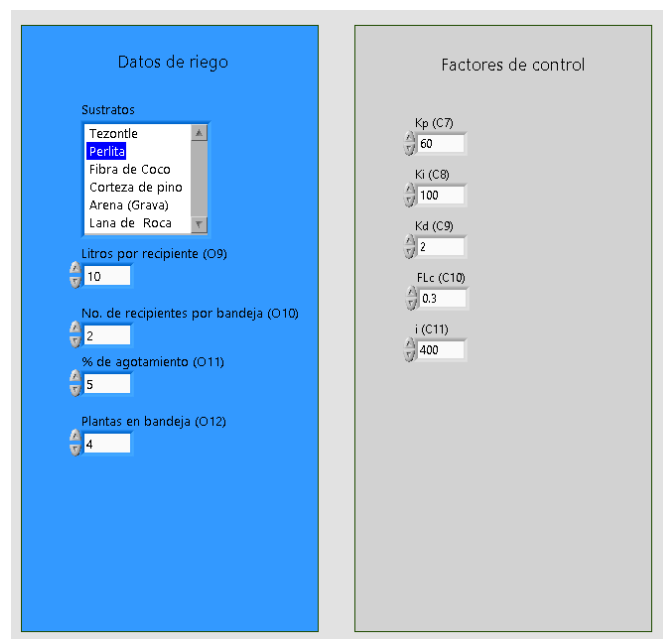 Datos de riego
Sustratos
Tezontle
Perlita
Fibra de Coco
Corteza de pino
Arena (Grava)
Lana de Roca
Litros por recipiente (O9)
10
No. de recipientes por bandeja (O10)
2
% de agotamiento (O11)
5
Plantas en bandeja (O12)
4
Factores de control
Kp (C7)
60
Ki (C8)
100
Kd (C9)
2
FLc (C10)
0.3
i (C11)
400